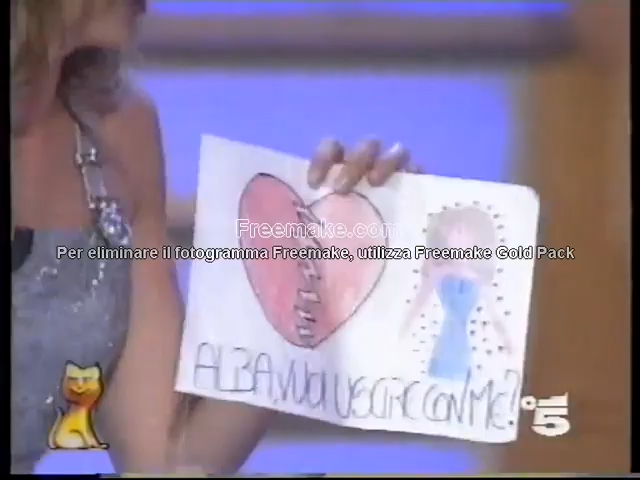 Freemake.com
Per eliminare il fotogramma Freemake, utilizza Freemake Gold Pack
ALBA, VUOI USCIRE CON ME?
5